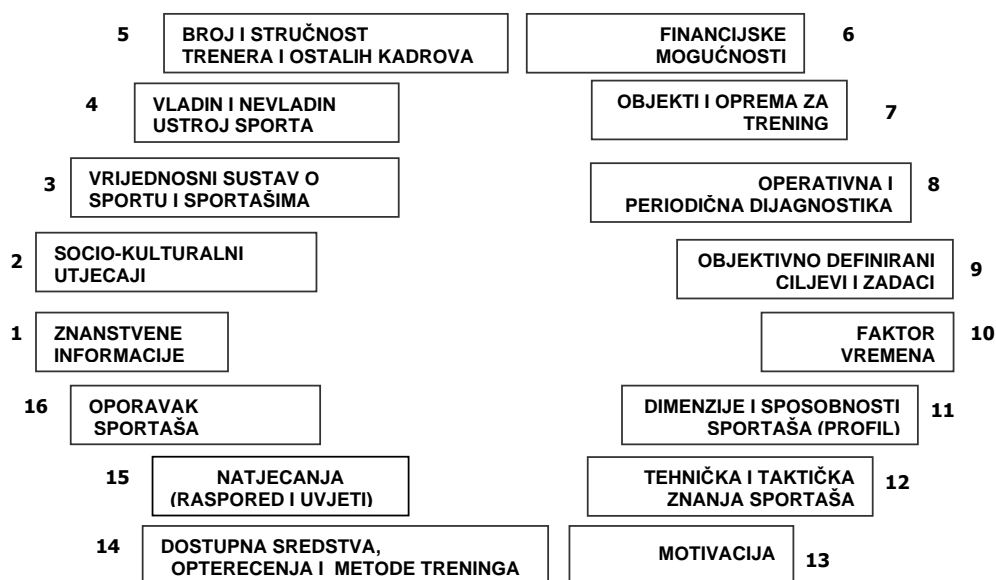 5
BROJ I STRUČNOST
TRENERA I OSTALIH KADROVA
FINANCIJSKE
MOGUĆNOSTI
6
4
VLADIN I NEVLADIN
USTROJ SPORTA
OBJEKTI I OPREMA ZA
TRENING
7
3
VRIJEDNOSNI SUSTAV O
SPORTU I SPORTAŠIMA
OPERATIVNA I
PERIODIČNA DIJAGNOSTIKA
8
2
SOCIO-KULTURALNI
UTJECAJI
OBJEKTIVNO DEFINIRANI
CILJEVI I ZADACI
9
1
ZNANSTVENE
INFORMACIJE
FAKTOR
VREMENA
10
16
OPORAVAK
SPORTAŠA
DIMENZIJE I SPOSOBNOSTI
SPORTAŠA (PROFIL)
11
15
NATJECANJA
(RASPORED I UVJETI)
TEHNIČKA I TAKTIČKA
ZNANJA SPORTAŠA
12
14
DOSTUPNA SREDSTVA,
OPTERECENJA I METODE TRENINGA
MOTIVACIJA
13